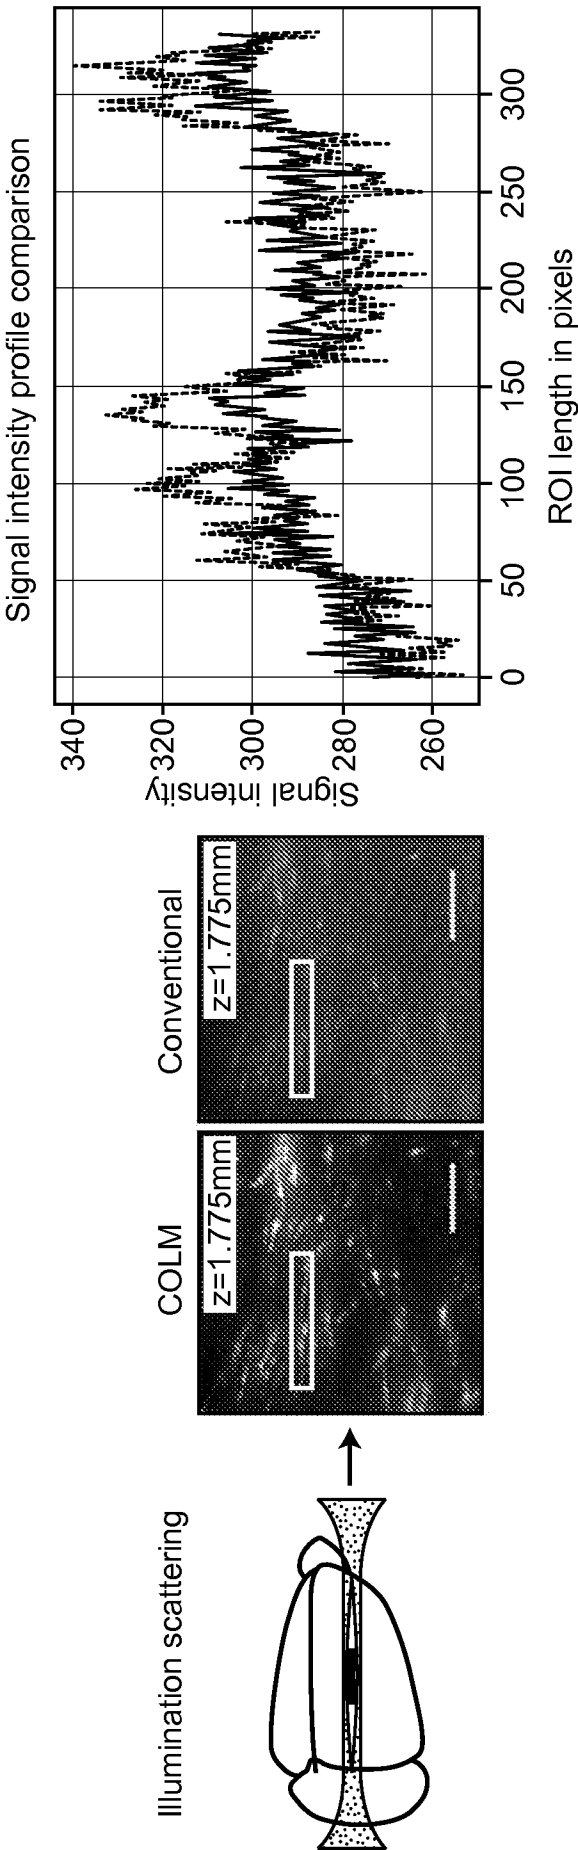 Illumination scattering
COLM
z=1.775mm
Conventional
z=1.775mm
Signal intensity profile comparison
Signal intensity
340
320
300
280
260
0
50
100
150
200
250
300
ROI length in pixels